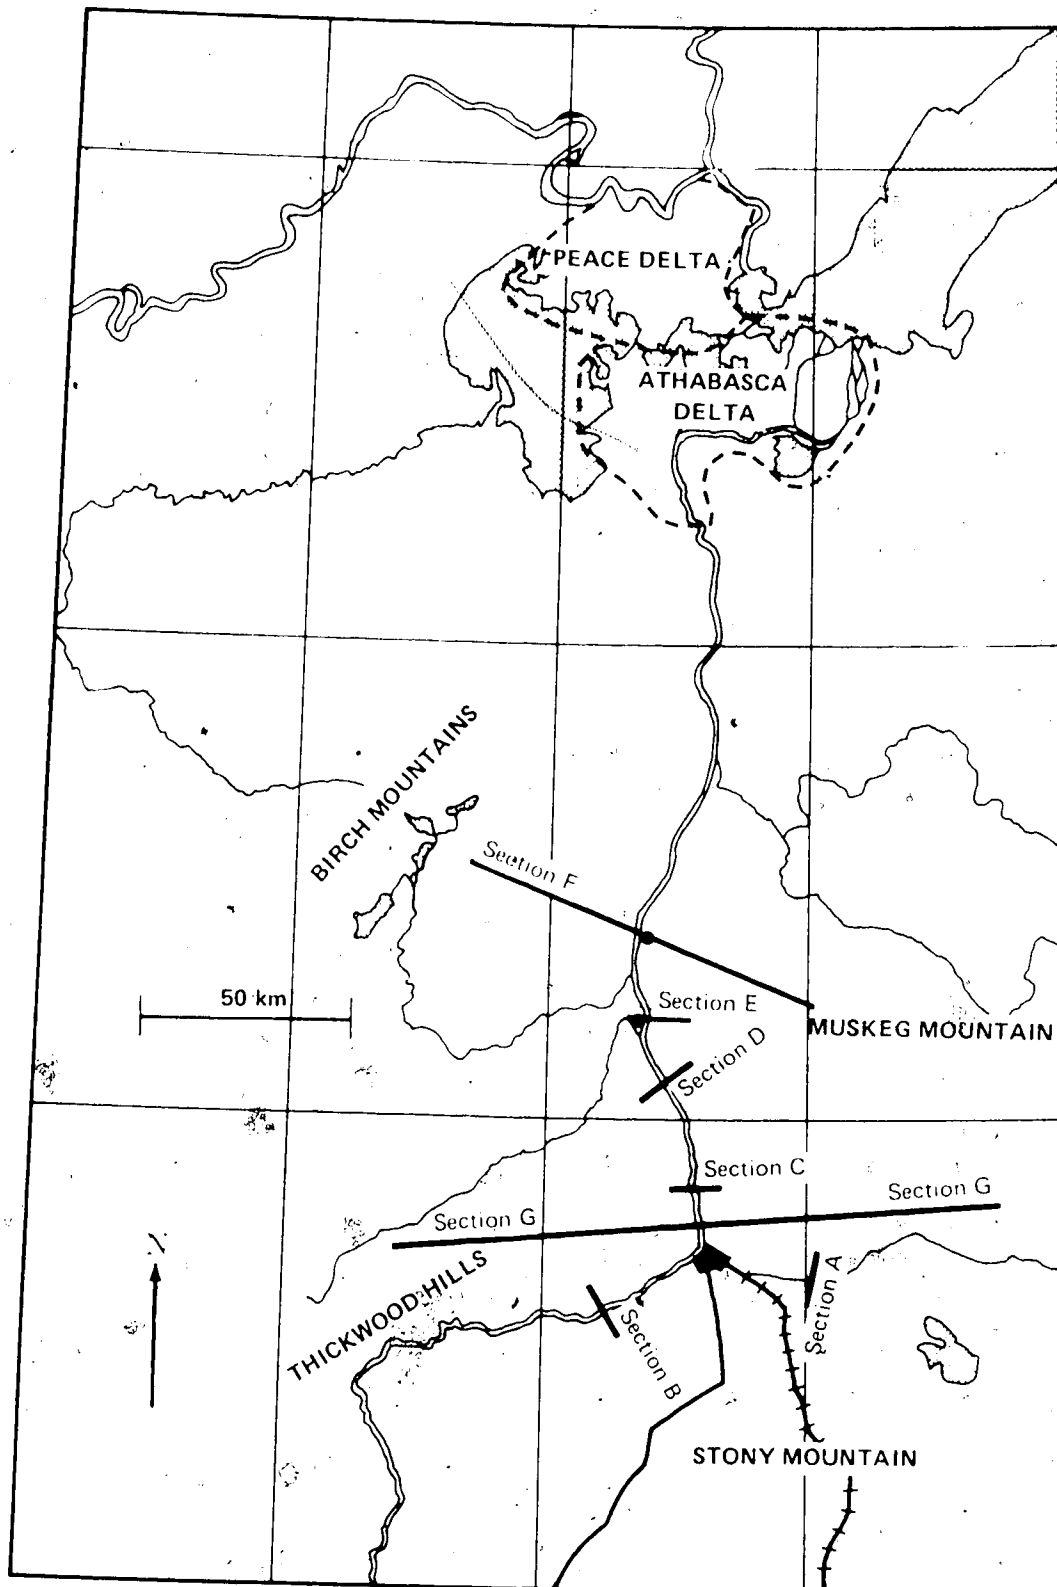 PEACE DELTA
ATHABASCA
DELTA
BIRCH MOUNTAINS
Section F
50 km
Section E
MUSKEG MOUNTAIN
Section D
Section C
Section G
Section G
THICKWOOD HILLS
Section A
Section B
STONY MOUNTAIN